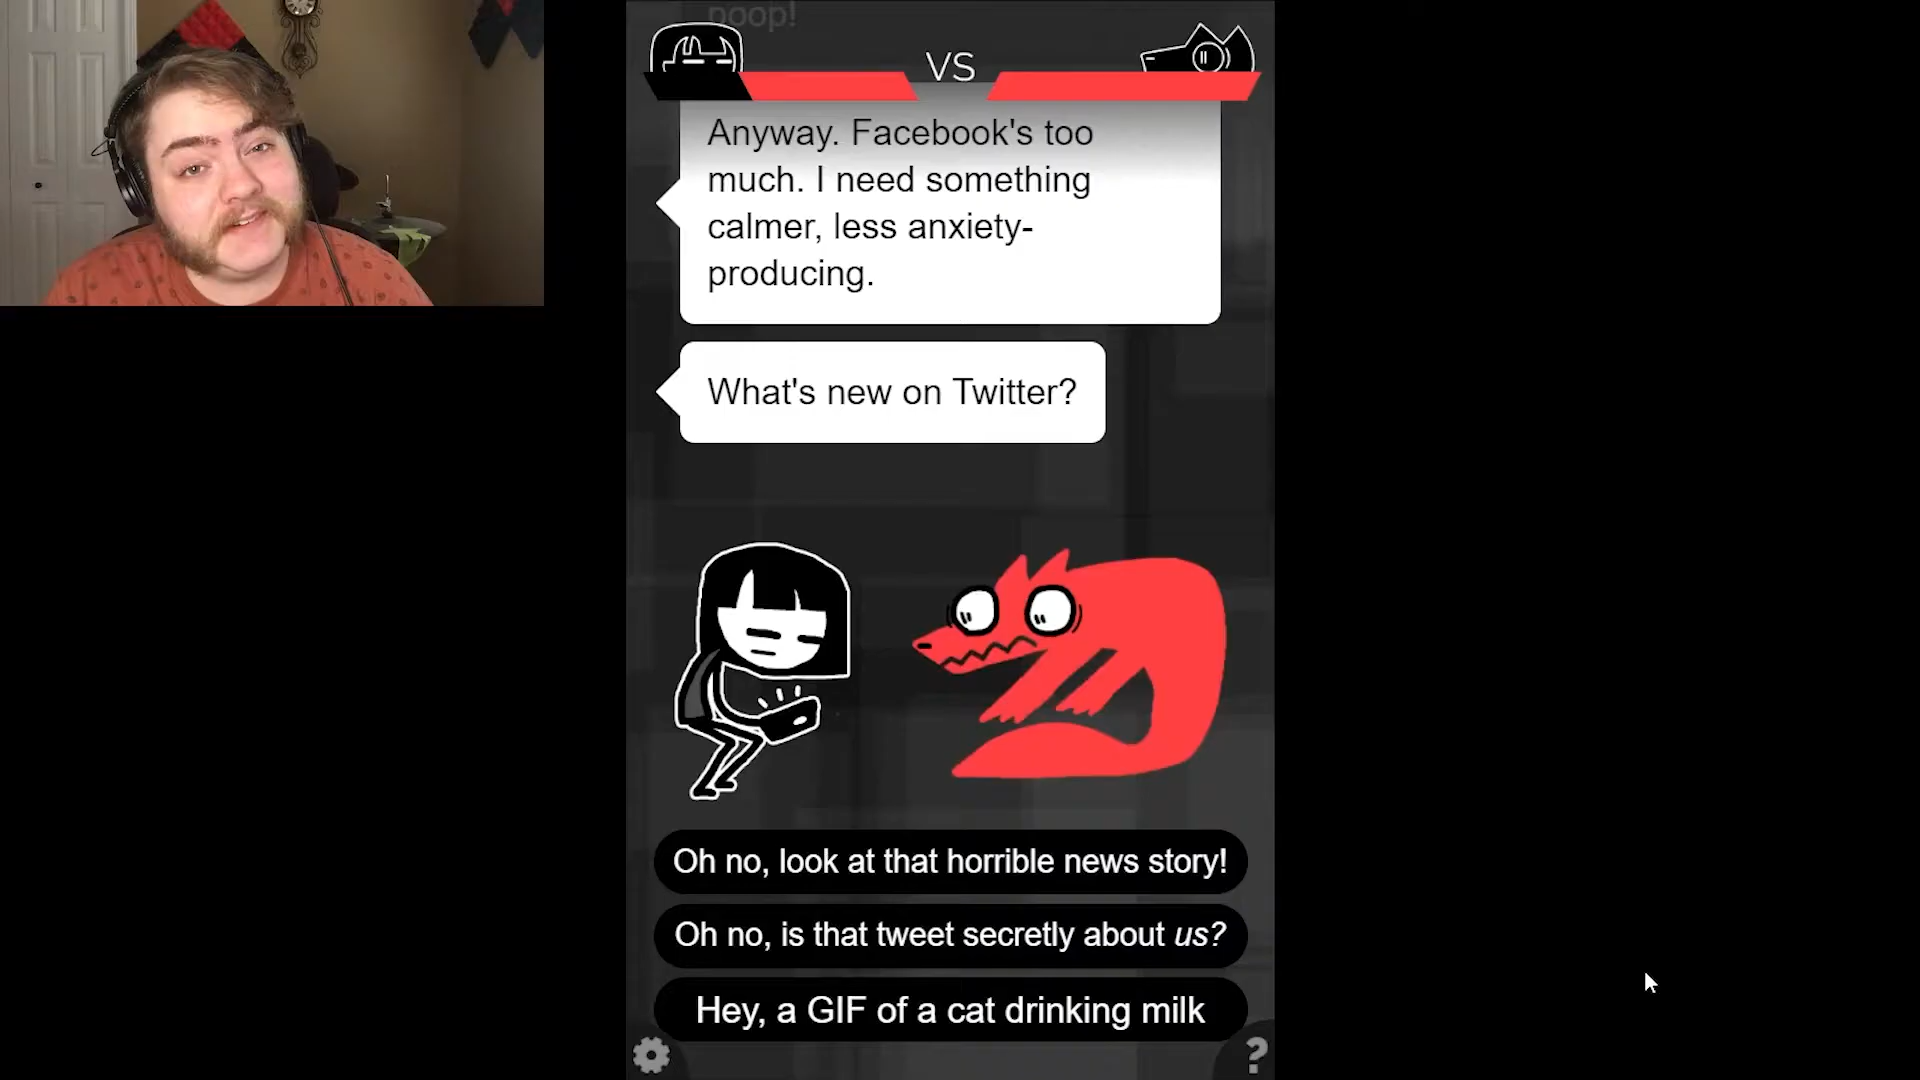 poop!
VS
Anyway. Facebook's too
much. I need something
calmer, less anxiety-
producing.
What's new on Twitter?
Oh no, look at that horrible news story!
Oh no, is that tweet secretly about us?
Hey, a GIF of a cat drinking milk
?